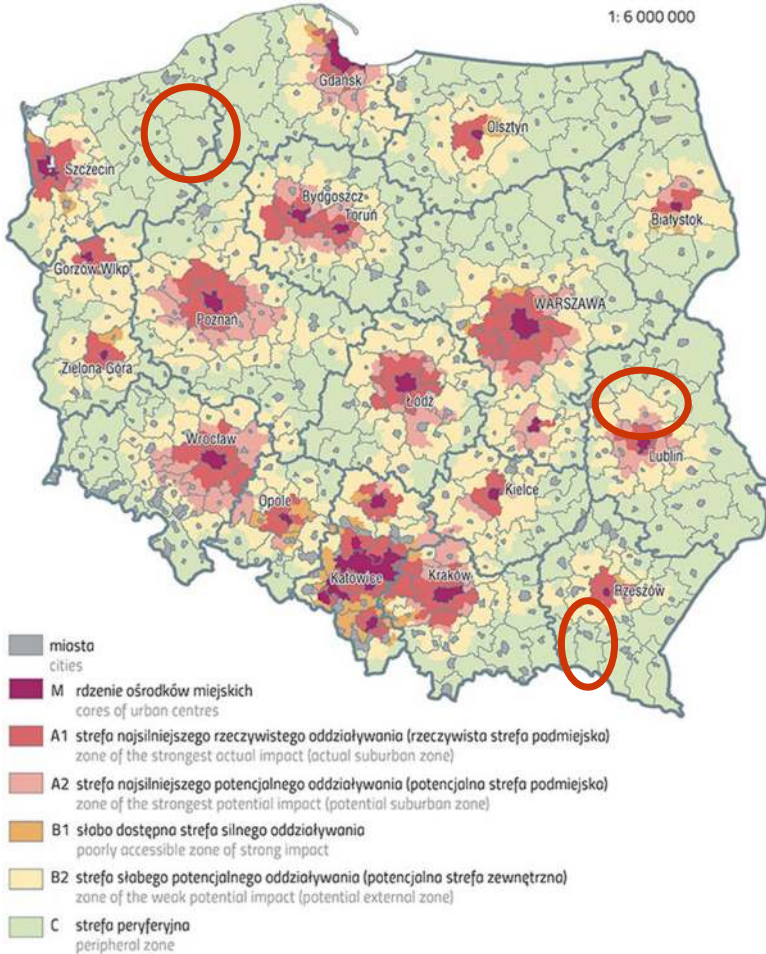 1: 6 000 000
Gdańsk
Olsztyn
Szczecin
Bydgoszcz
Toruń
Białystok
Gorzów Wlkp
Poznań
WARSZAWA
Zielona Góra
Łódź
Wrocław
Lublin
Opole
Kielce
Katowice
Kraków
Rzeszów
miasta
cities
M rdzenie ośrodków miejskich
cores of urban centres
A1 strefa najsilniejszego rzeczywistego oddziaływania (rzeczywista strefa podmiejska)
zone of the strongest actual impact (actual suburban zone)
A2 strefa najsilniejszego potencjalnego oddziaływania (potencjalna strefa podmiejska)
zone of the strongest potential impact (potential suburban zone)
B1 słabo dostępna strefa silnego oddziaływania
poorly accessible zone of strong impact
B2 strefa słabego potencjalnego oddziaływania (potencjalna strefa zewnętrzna)
zone of the weak potential impact (potential external zone)
C strefa peryferyjna
peripheral zone